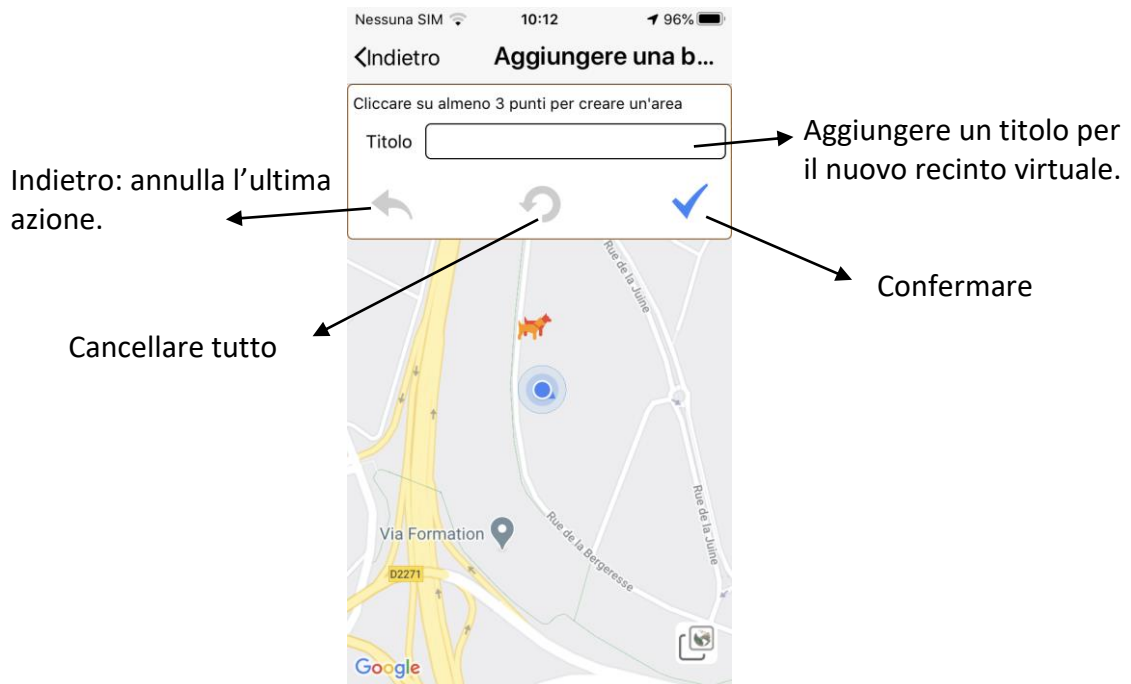 Nessuna SIM 10:12 96%
Indietro Aggiungere una b...
Cliccare su almeno 3 punti per creare un'area
Titolo
Aggiungere un titolo per
il nuovo recinto virtuale.
Indietro: annulla l’ultima
azione.
Confermare
Cancellare tutto
Rue de la Juine
Rue de la Juine
Via Formation
Rue de la Bergeresse
D2271
Google